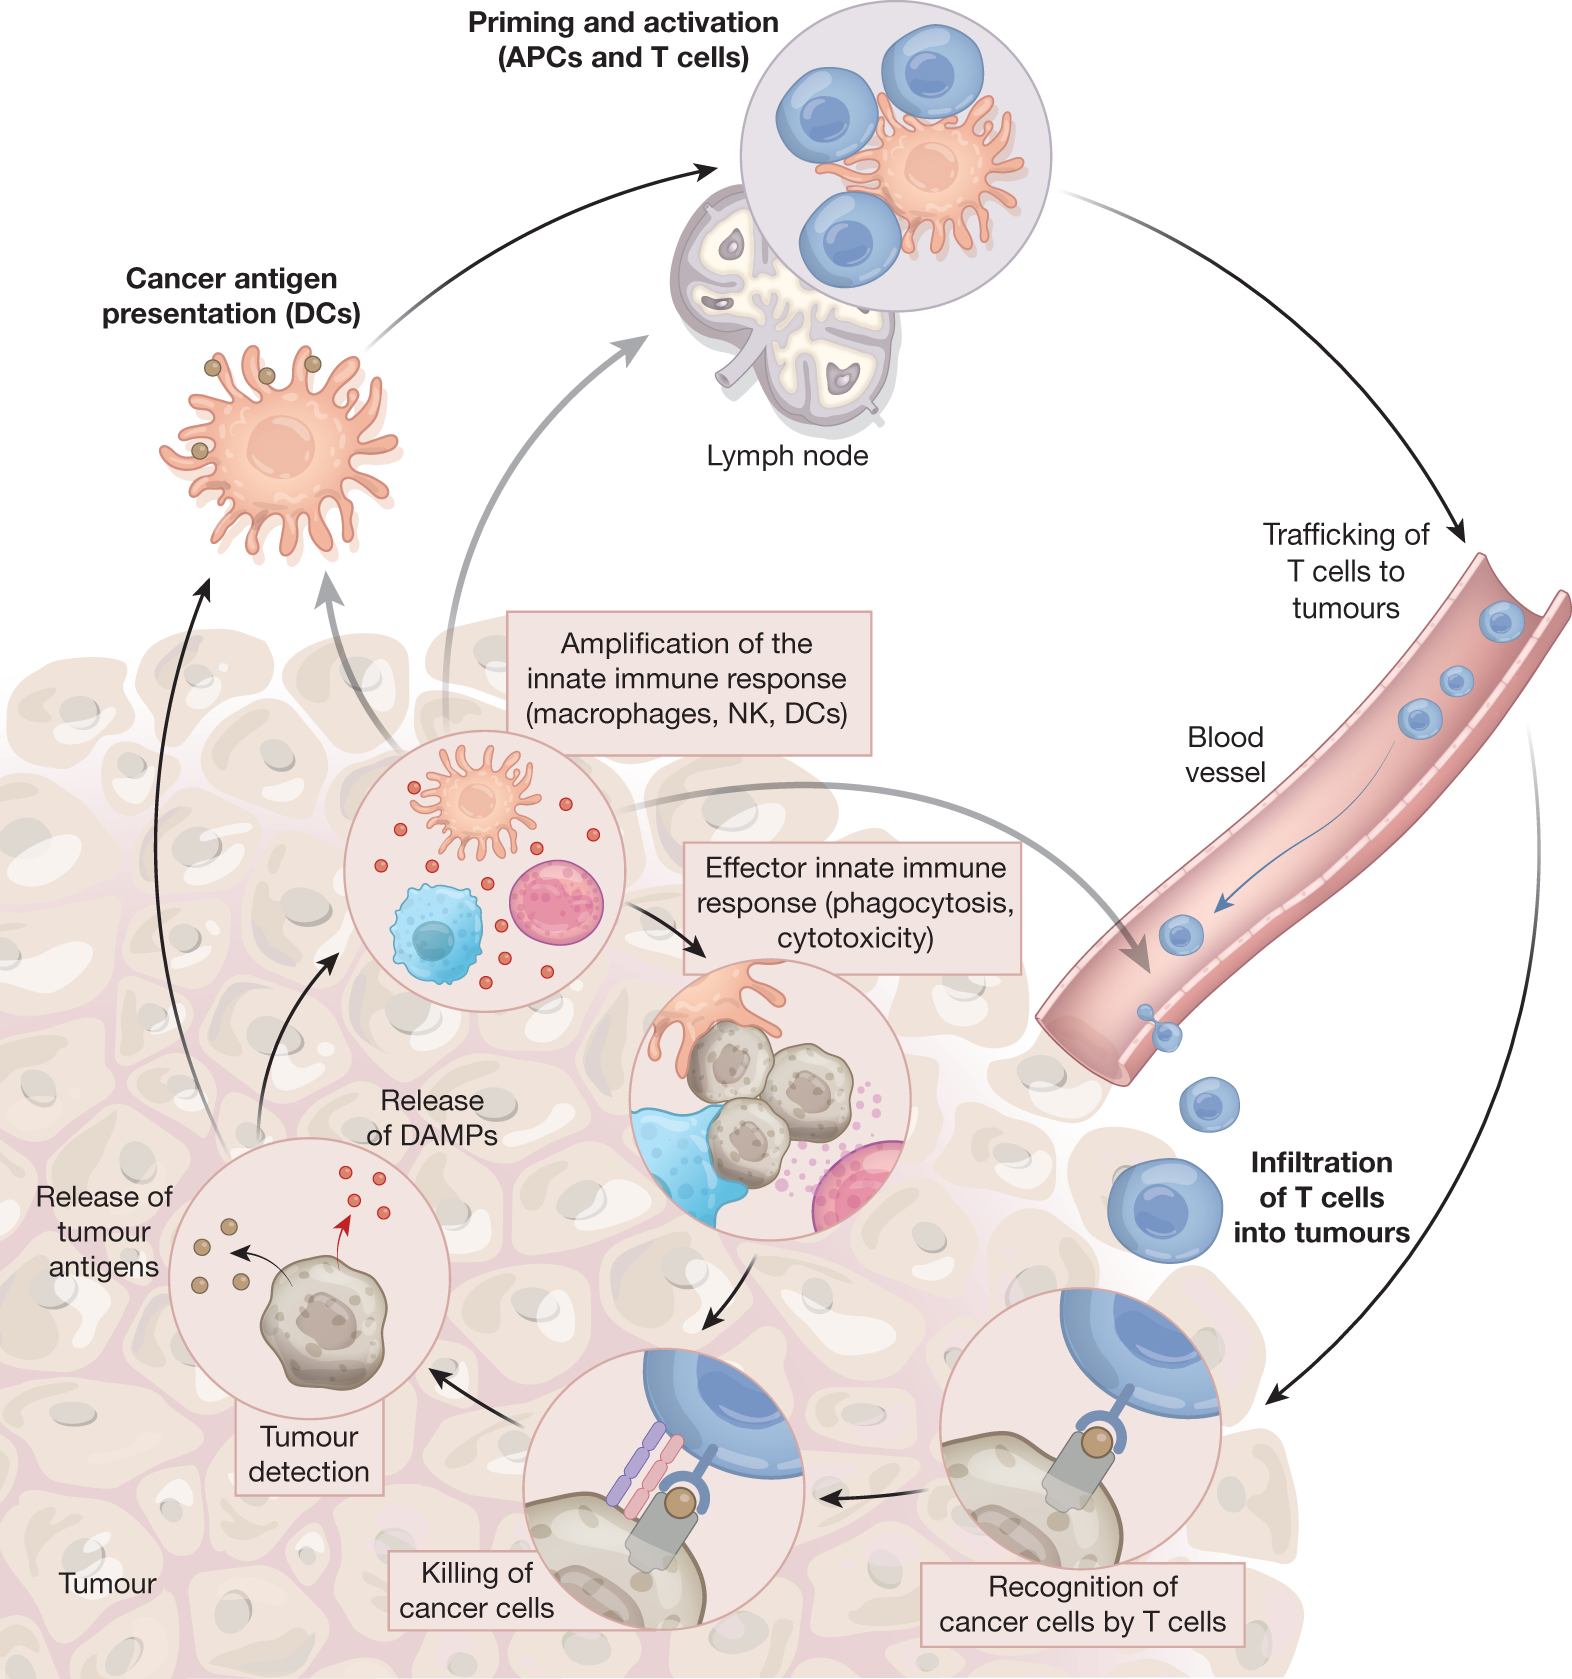 Priming and activation
(APCs and T cells)
Cancer antigen
presentation (DCs)
Lymph node
Trafficking of
T cells to
tumours
Amplification of the
innate immune response
(macrophages, NK, DCs)
Blood
vessel
Effector innate immune
response (phagocytosis,
cytotoxicity)
Release
of DAMPs
Release of
tumour
antigens
Infiltration
of T cells
into tumours
Tumour
detection
Killing of
cancer cells
Recognition of
cancer cells by T cells
Tumour